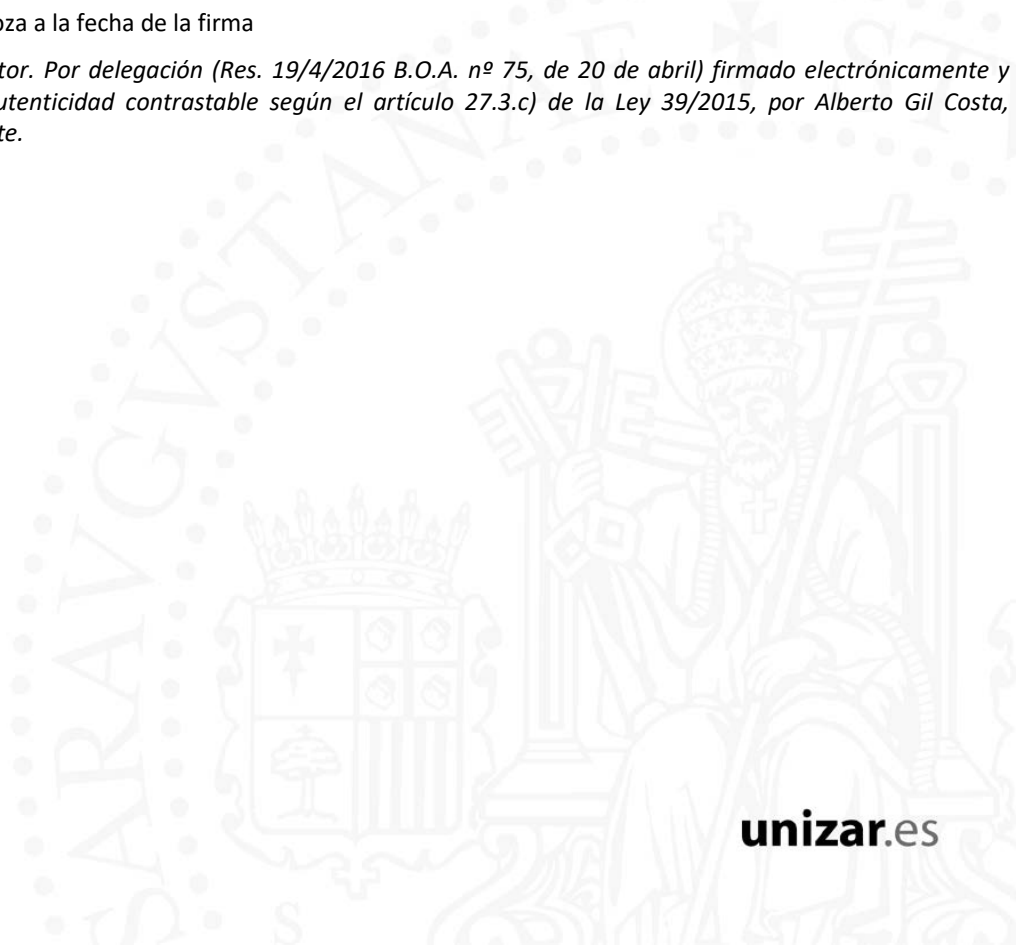 oza a la fecha de la firma
tor. Por delegación (Res. 19/4/2016 B.O.A. nº 75, de 20 de abril) firmado electrónicamente y
utenticidad contrastable según el artículo 27.3.c) de la Ley 39/2015, por Alberto Gil Costa,
te.
SARAVGVSTANAE
ST
unizar.es
S